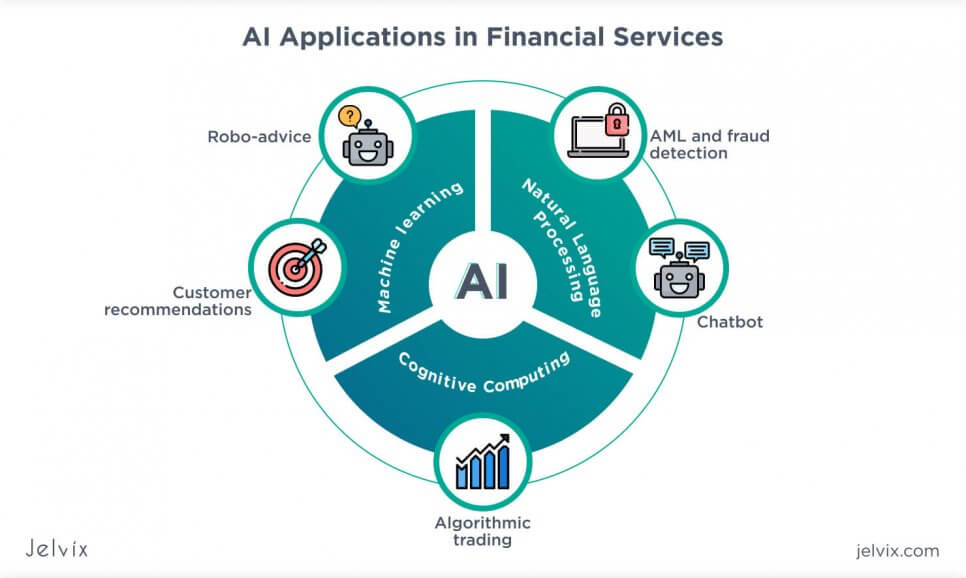 AI Applications in Financial Services
Robo-advice
?
AML and fraud
detection
Machine learning
Natural Language
Processing
AI
Customer
recommendations
Chatbot
Cognitive Computing
Algorithmic
trading
Jelvix
jelvix.com